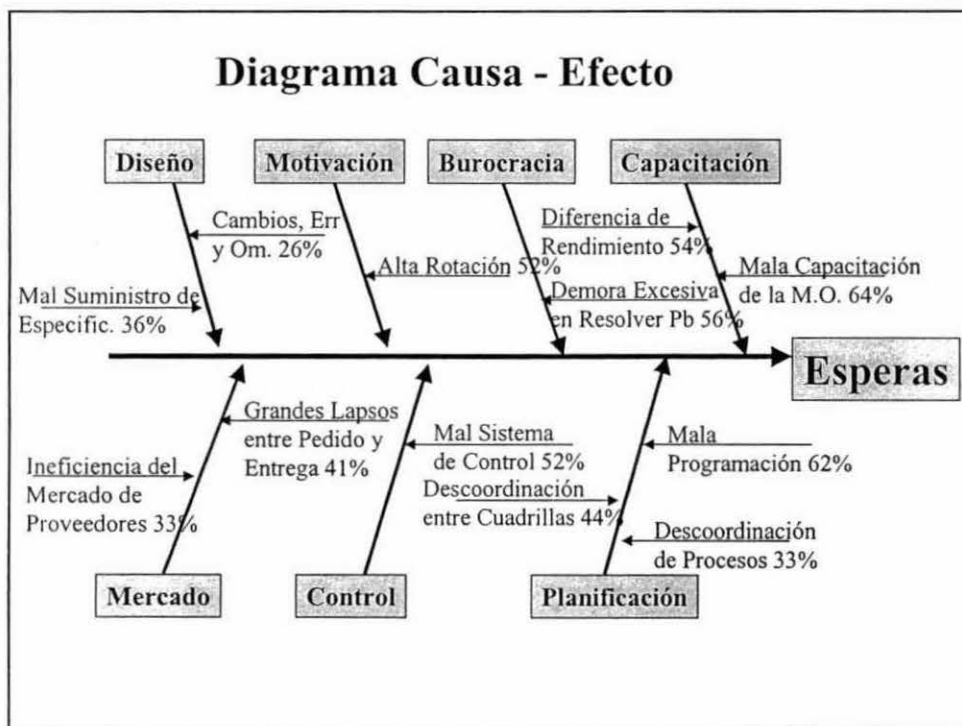 Diagrama Causa - Efecto
Diseño
Motivación
Burocracia
Capacitación
Cambios, Err
y Om. 26%
Mal Suministro de
Especific. 36%
Alta Rotación 52%
Diferencia de
Rendimiento 54%
Demora Excesiva
en Resolver Pb 56%
Mala Capacitación
de la M.O. 64%
Esperas
Ineficiencia del
Mercado de
Proveedores 33%
Grandes Lapsos
entre Pedido y
Entrega 41%
Mal Sistema
de Control 52%
Descoordinación
entre Cuadrillas 44%
Mala
Programación 62%
Descoordinación
de Procesos 33%
Mercado
Control
Planificación